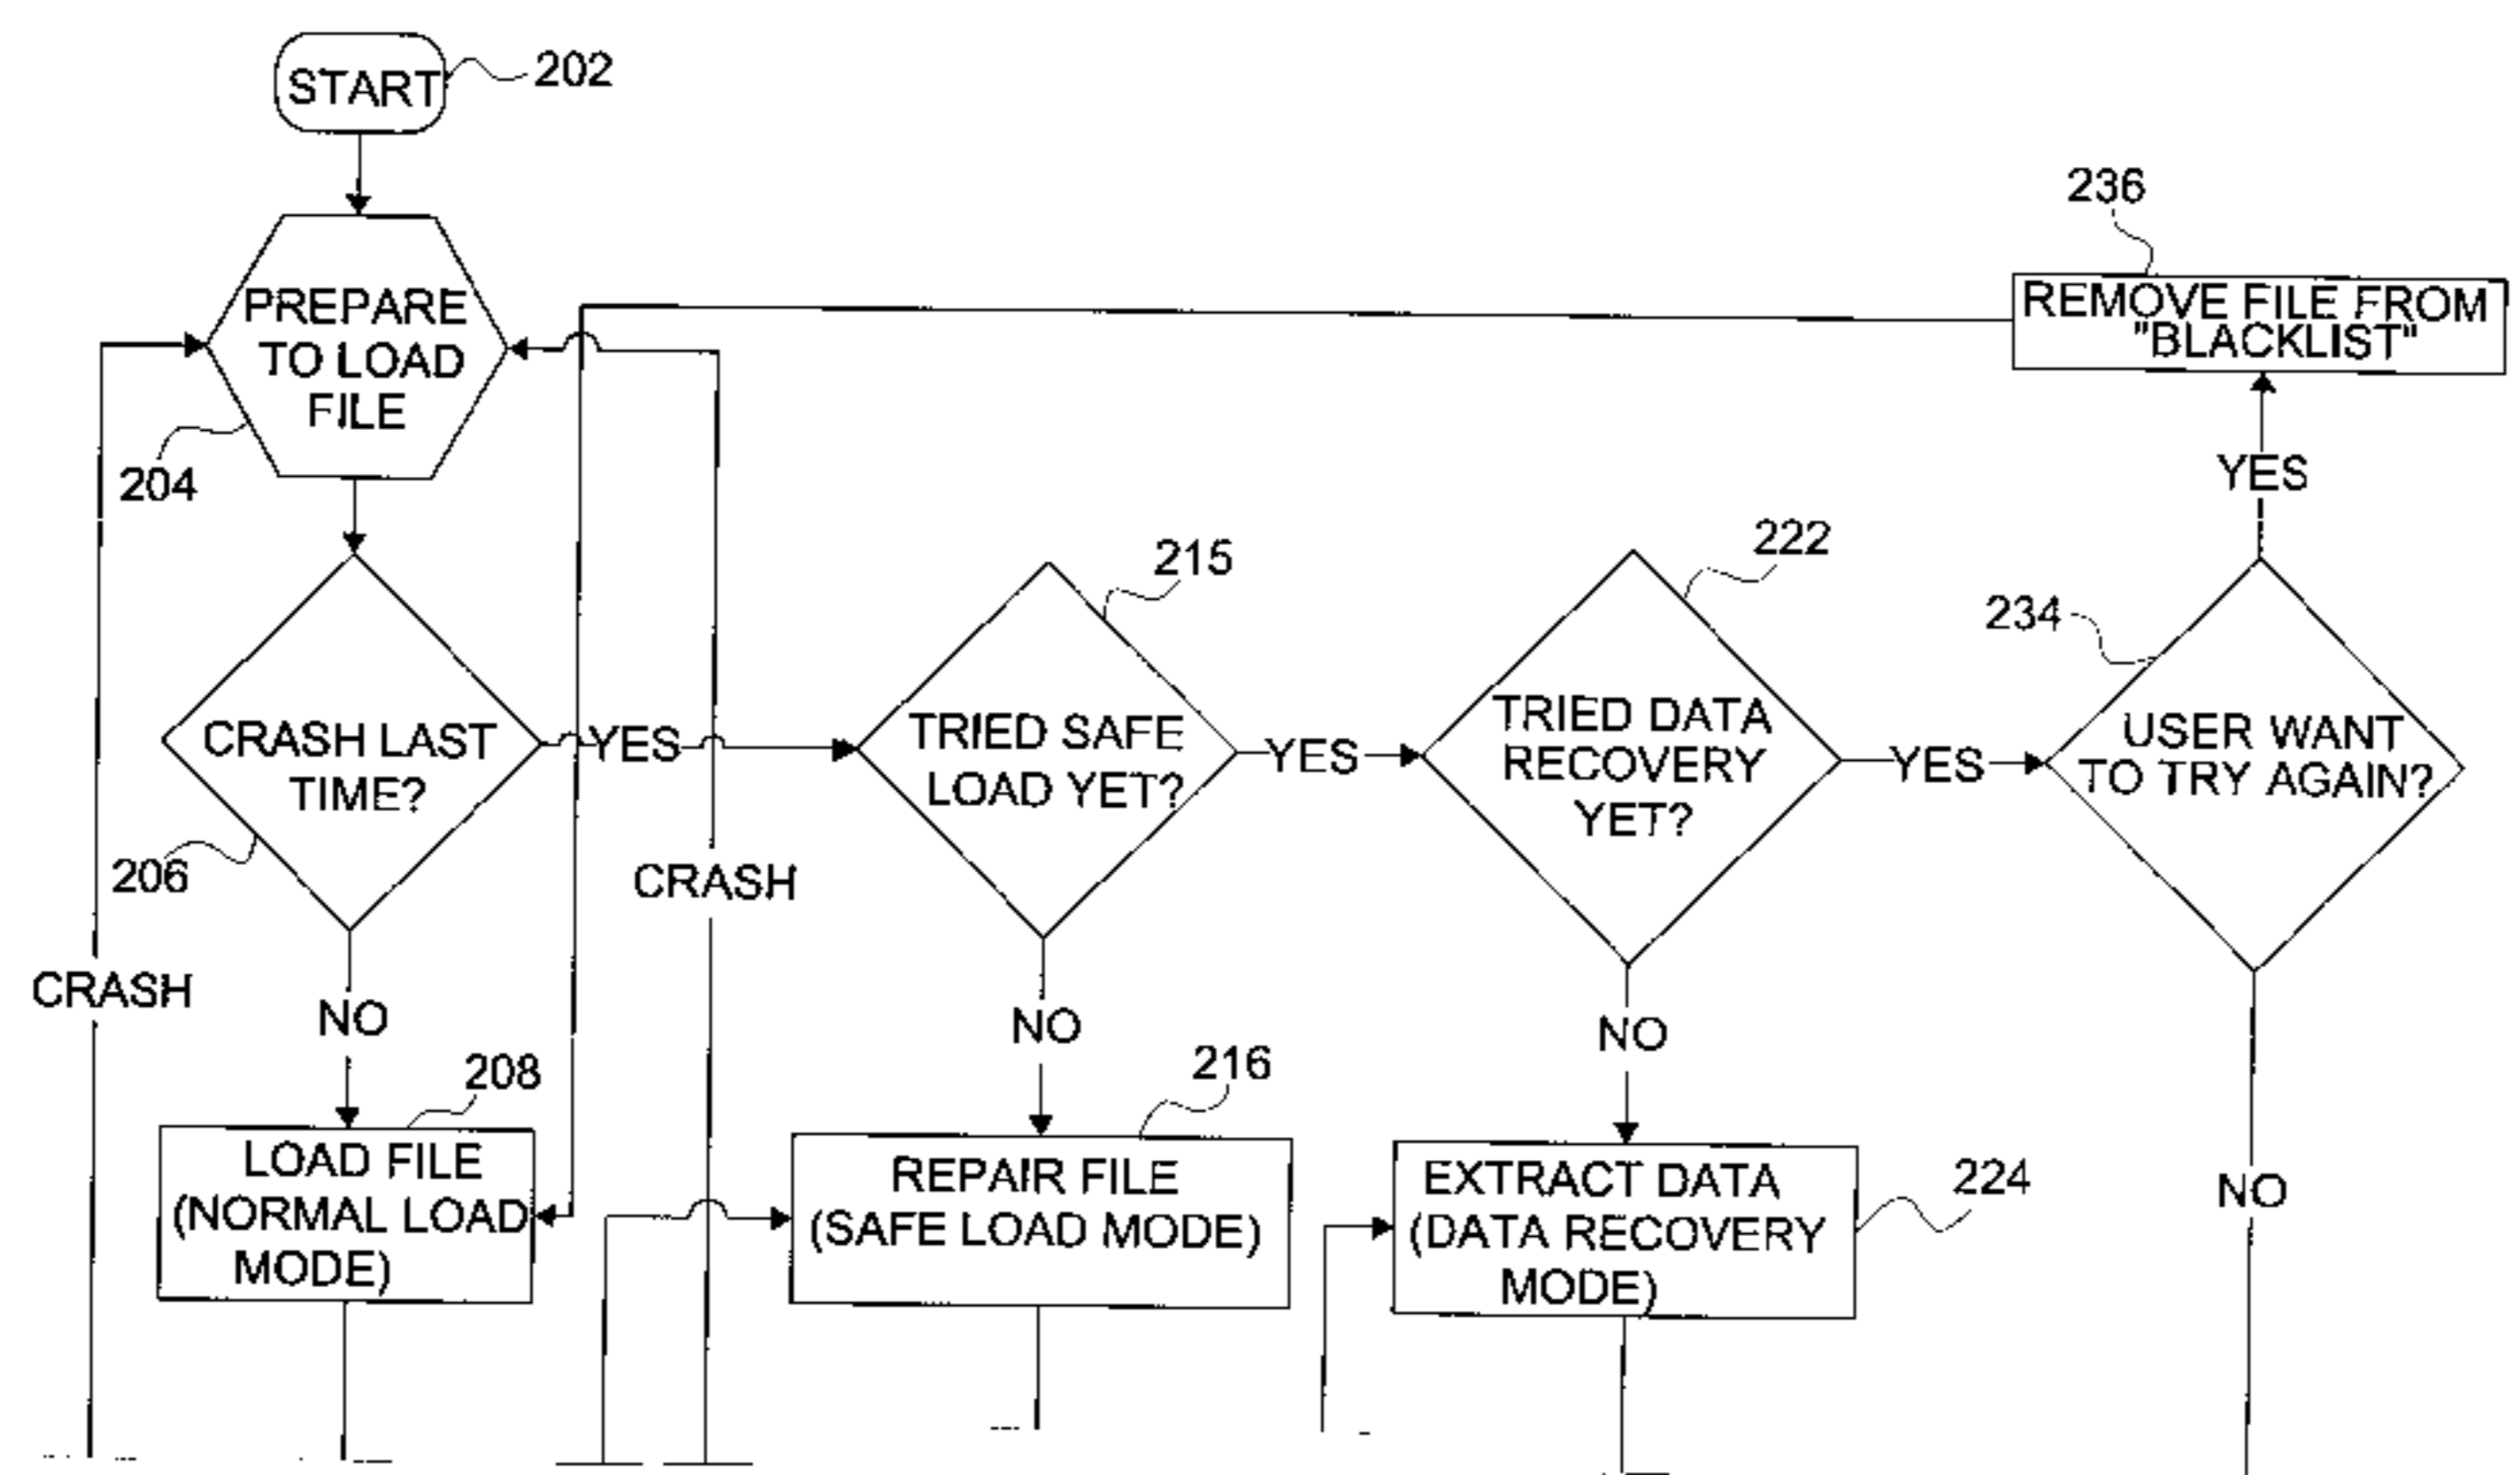 START
202
236
REMOVE FILE FROM
"BLACKLIST"
PREPARE
TO LOAD
FILE
204
YES
215
222
234
CRASH LAST
TIME?
YES
TRIED SAFE
LOAD YET?
YES
TRIED DATA
RECOVERY
YET?
YES
USER WANT
TO TRY AGAIN?
206
CRASH
CRASH
NO
NO
NO
NO
208
216
224
LOAD FILE
(NORMAL LOAD
MODE)
REPAIR FILE
(SAFE LOAD MODE)
EXTRACT DATA
(DATA RECOVERY
MODE)